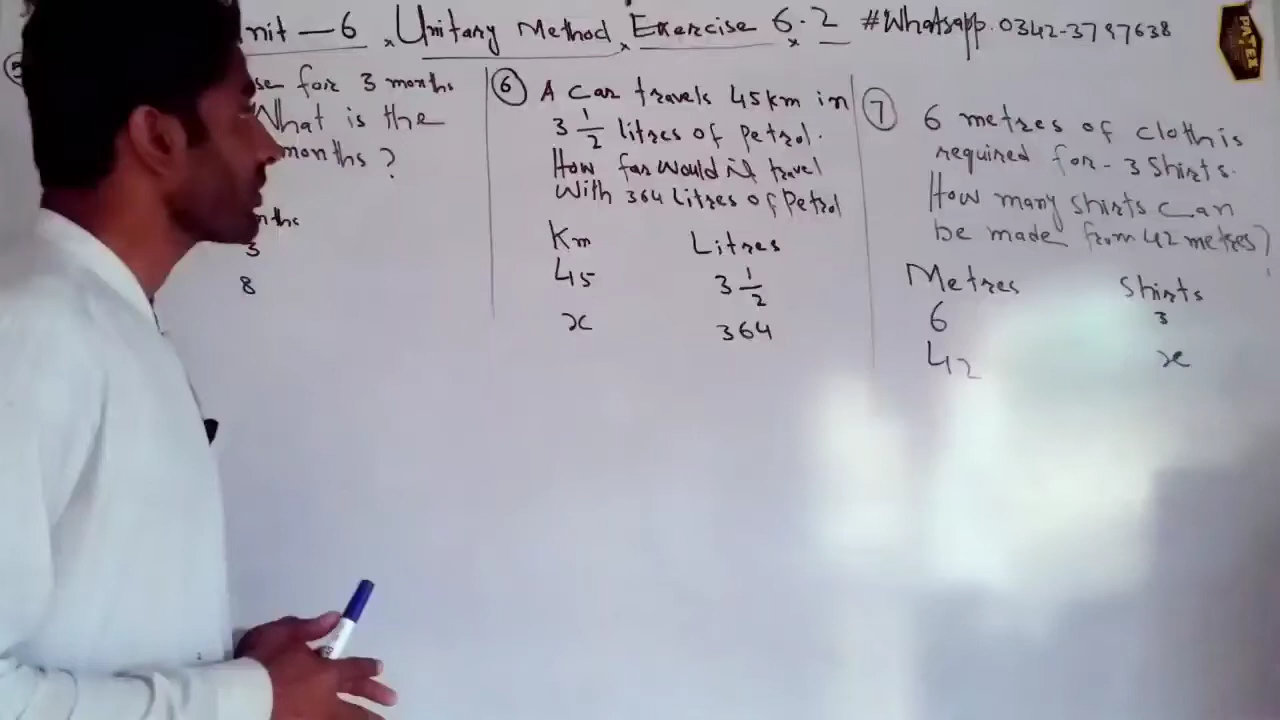 nit - 6 Unitary Method Exercise 6.2 #Whatsapp. 0342-3797638
for 3 months
What is the
months ?
3
8
6 A car travels 45 km in
3 1/2 litres of petrol.
How far would it travel
with 364 Litres of Petrol
Km Litres
45 3 1/2
x 364
7 6 metres of cloth is
required for - 3 shirts.
How many shirts can
be made from 42 metres?
Metres Shirts
6 3
42 x
PATEX